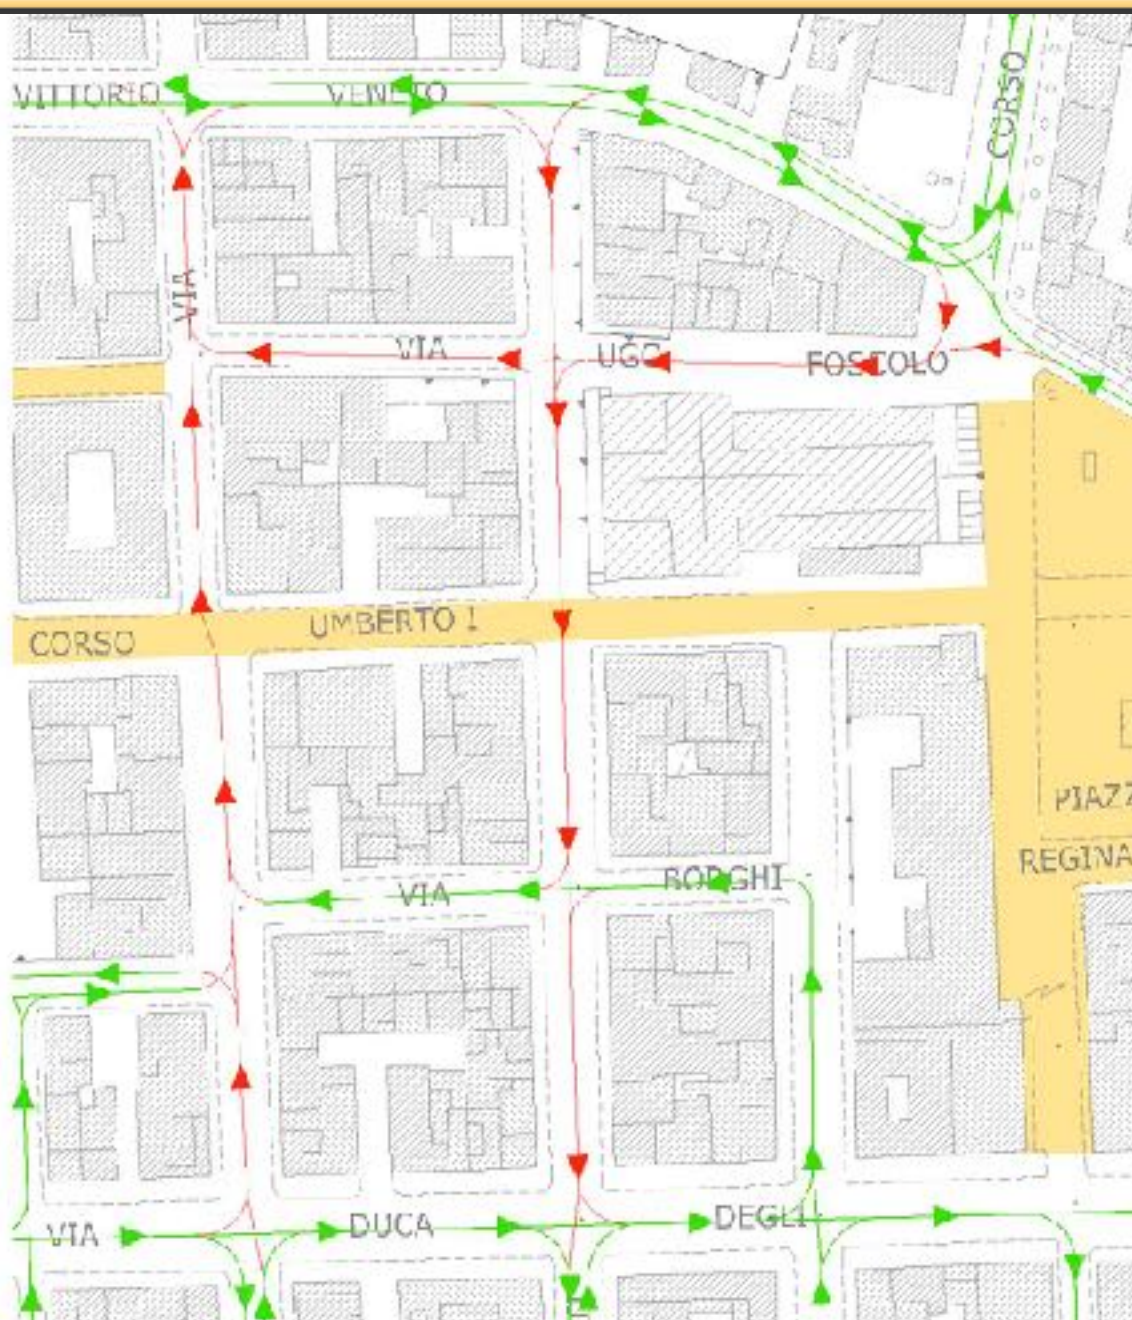 VITTORIO VENETO
CORSO
VIA
VIA UGO FOSCOLO
CORSO UMBERTO I
PIAZZ
REGINA
VIA BORGHI
VIA DUCA DEGLI